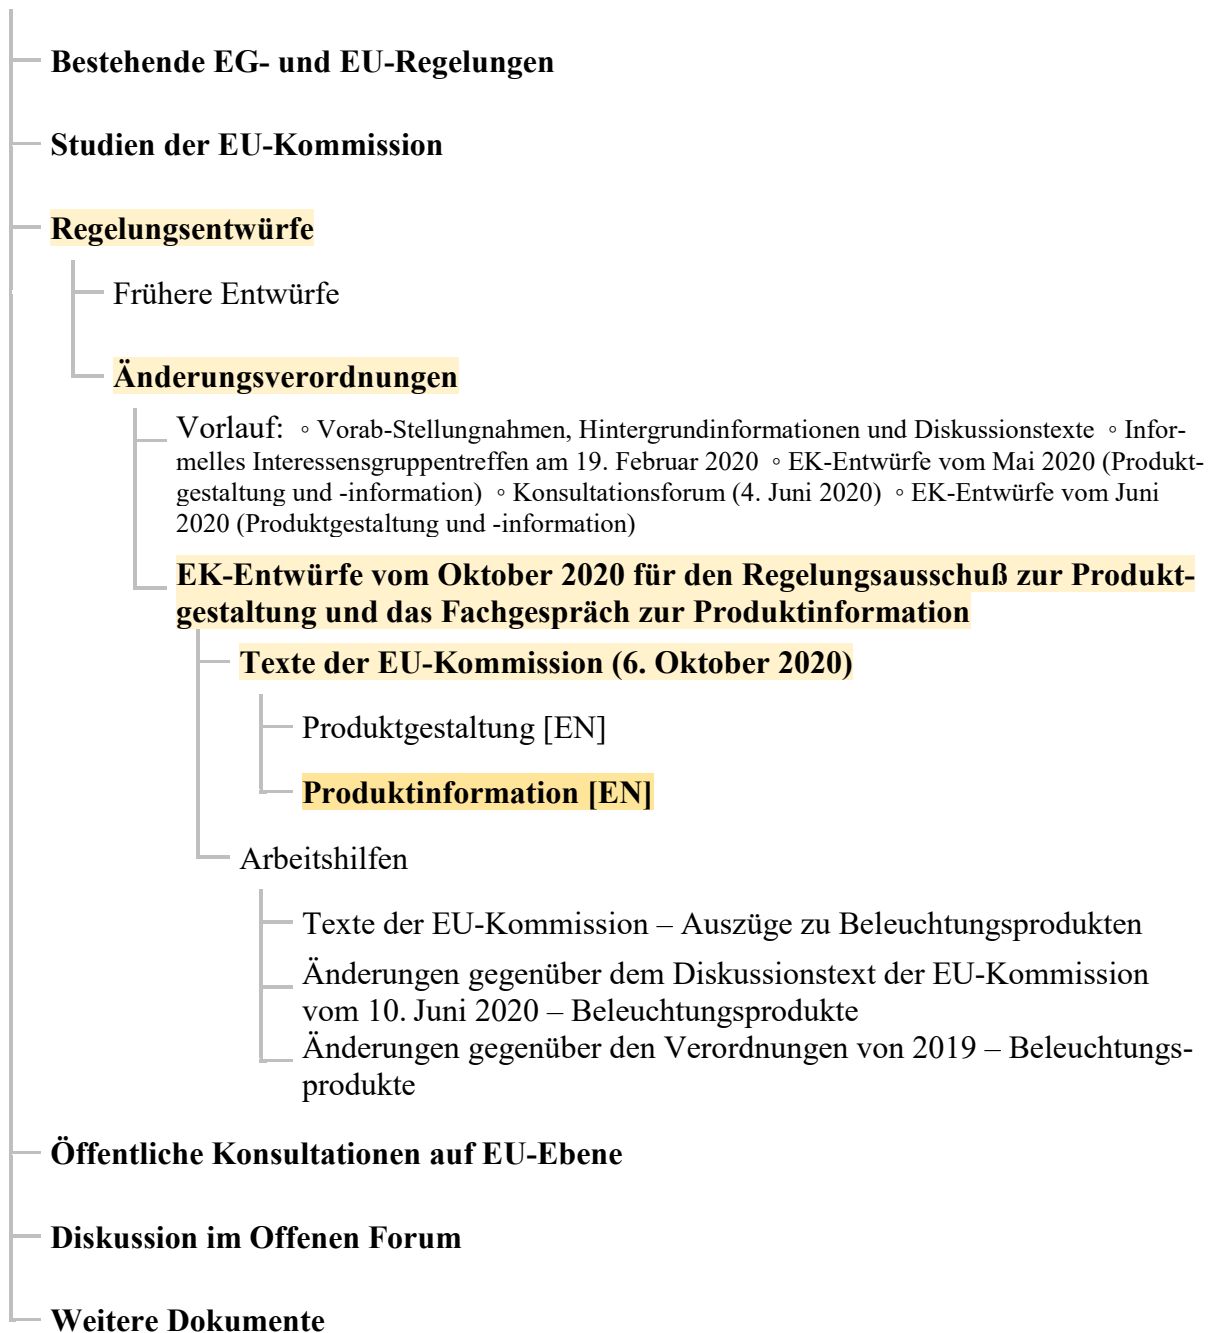 Bestehende EG- und EU-Regelungen
Studien der EU-Kommission
Regelungsentwürfe
Frühere Entwürfe
Änderungsverordnungen
Vorlauf: ◦ Vorab-Stellungnahmen, Hintergrundinformationen und Diskussionstexte ◦ Infor-
melles Interessensgruppentreffen am 19. Februar 2020 ◦ EK-Entwürfe vom Mai 2020 (Produkt-
gestaltung und -information) ◦ Konsultationsforum (4. Juni 2020) ◦ EK-Entwürfe vom Juni
2020 (Produktgestaltung und -information)
EK-Entwürfe vom Oktober 2020 für den Regelungsausschuß zur Produkt-
gestaltung und das Fachgespräch zur Produktinformation
Texte der EU-Kommission (6. Oktober 2020)
Produktgestaltung [EN]
Produktinformation [EN]
Arbeitshilfen
Texte der EU-Kommission – Auszüge zu Beleuchtungsprodukten
Änderungen gegenüber dem Diskussionstext der EU-Kommission
vom 10. Juni 2020 – Beleuchtungsprodukte
Änderungen gegenüber den Verordnungen von 2019 – Beleuchtungs-
produkte
Öffentliche Konsultationen auf EU-Ebene
Diskussion im Offenen Forum
Weitere Dokumente